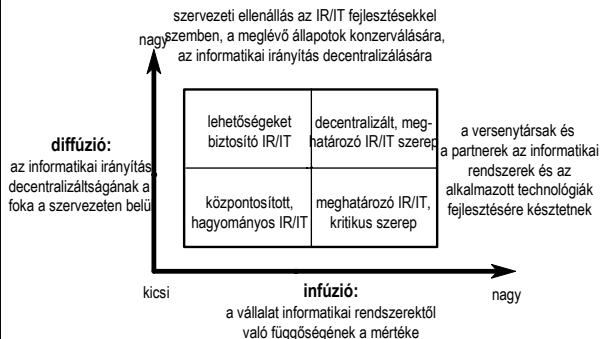 szervezeti ellenállás az IR/IT fejlesztésekkel
szemben, a meglévő állapotok konzerválására,
az informatikai irányítás decentralizálására
nagy
lehetőségeket
biztosító IR/IT
decentralizált, meg-
határozó IR/IT szerep
diffúzió:
az informatikai irányítás
decentralizáltságának a
foka a szervezeten belü
a versenytársak és
a partnerek az informatikai
rendszerek és az
alkalmazott technológiák
fejlesztésére késztetnek
központosított,
hagyományos IR/IT
meghatározó IR/IT,
kritikus szerep
kicsi
infúzió:
nagy
a vállalat informatikai rendszerektől
való függőségének a mértéke